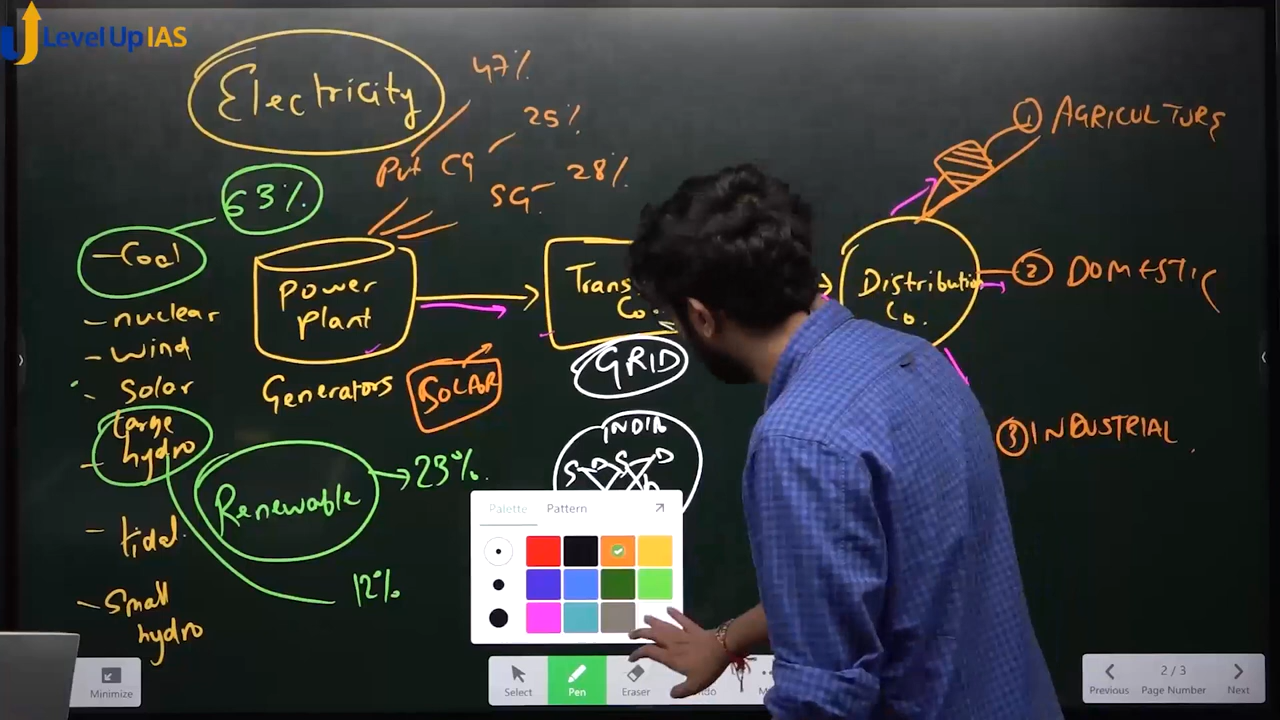 Level Up IAS
Electricity
47%
25%
Pvt CG
28%
SG
① AGRICULTURE
63%
- Coal
- nuclear
- Wind
- Solar
Large
- hydro
- tidal
- Small
hydro
Power
plant
Generators
SOLAR
Renewable
23%
12%
Trans
Co.
GRID
INDIA
S D S D
Distribution
Co.
② DOMESTIC
③ INDUSTRIAL
Palette Pattern
Minimize
Select Pen Eraser
2/3
Previous Page Number Next